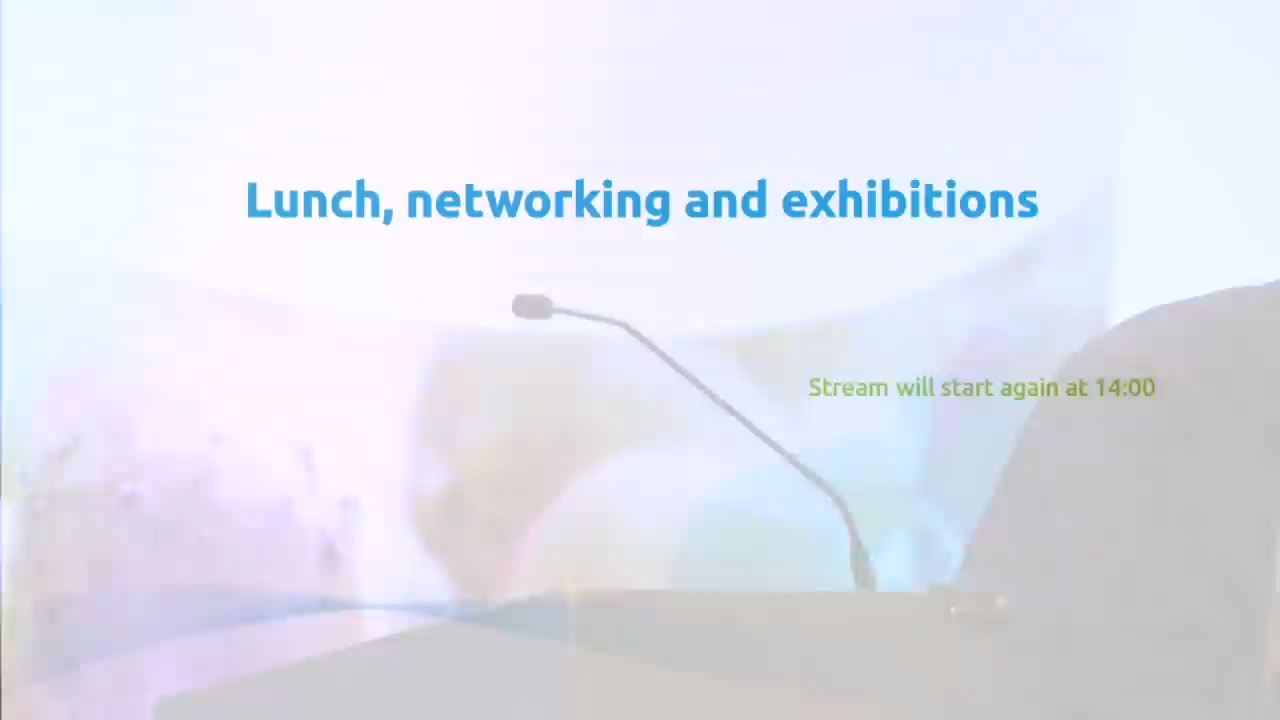 Lunch, networking and exhibitions
Stream will start again at 14:00